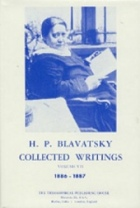 H. P. BLAVATSKY
COLLECTED WRITINGS
1886 - 1887
THE THEOSOPHICAL PUBLISHING HOUSE